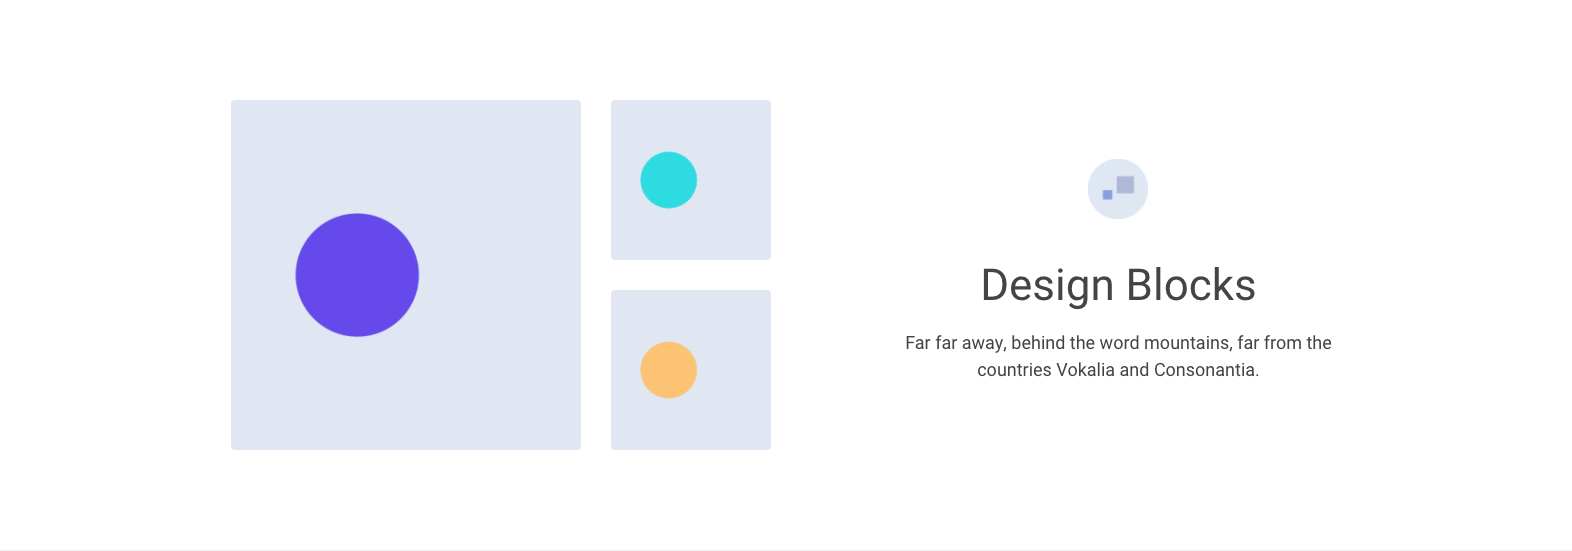 Design Blocks
Far far away, behind the word mountains, far from the
countries Vokalia and Consonantia.